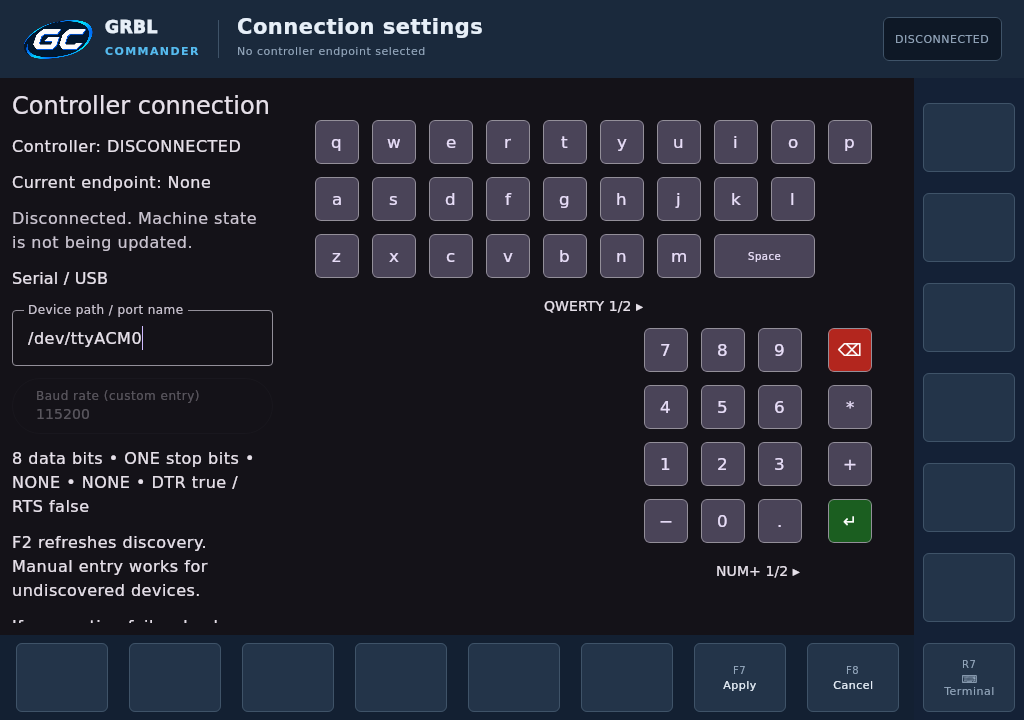 GC
GRBL
COMMANDER
Connection settings
No controller endpoint selected
DISCONNECTED
Controller connection
Controller: DISCONNECTED
Current endpoint: None
Disconnected. Machine state
is not being updated.
Serial / USB
Device path / port name
/dev/ttyACM0
Baud rate (custom entry)
115200
8 data bits • ONE stop bits •
NONE • NONE • DTR true /
RTS false
F2 refreshes discovery.
Manual entry works for
undiscovered devices.
q w e r t y u i o p
a s d f g h j k l
z x c v b n m Space
QWERTY 1/2 ▸
7 8 9 ⌫
4 5 6 *
1 2 3 +
− 0 . ↵
NUM+ 1/2 ▸
F7
Apply
F8
Cancel
R7
⌨
Terminal